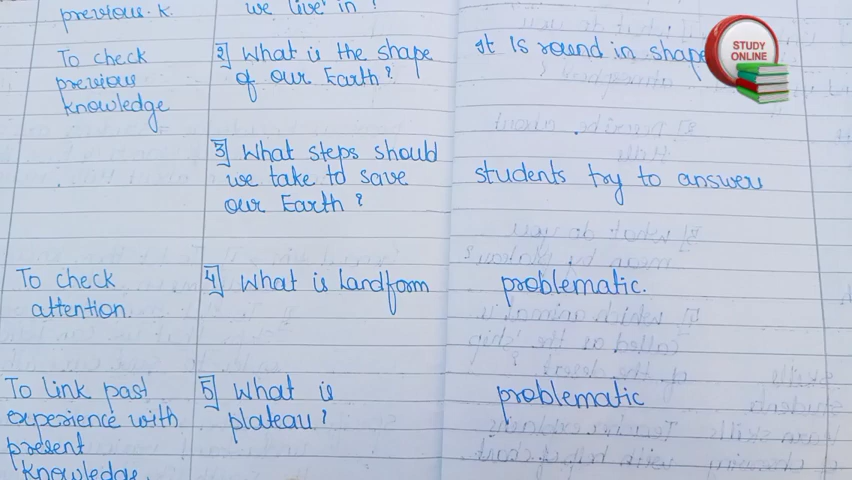 previous. k.
we live in !
To check
previous
knowledge
2] What is the shape
of our Earth?
It is round in shape
STUDY
ONLINE
3] What steps should
we take to save
our Earth ?
students try to answer
To check
attention.
4] What is landform
problematic.
To link past
experience with
present
knowledge.
5] What is
plateau?
problematic